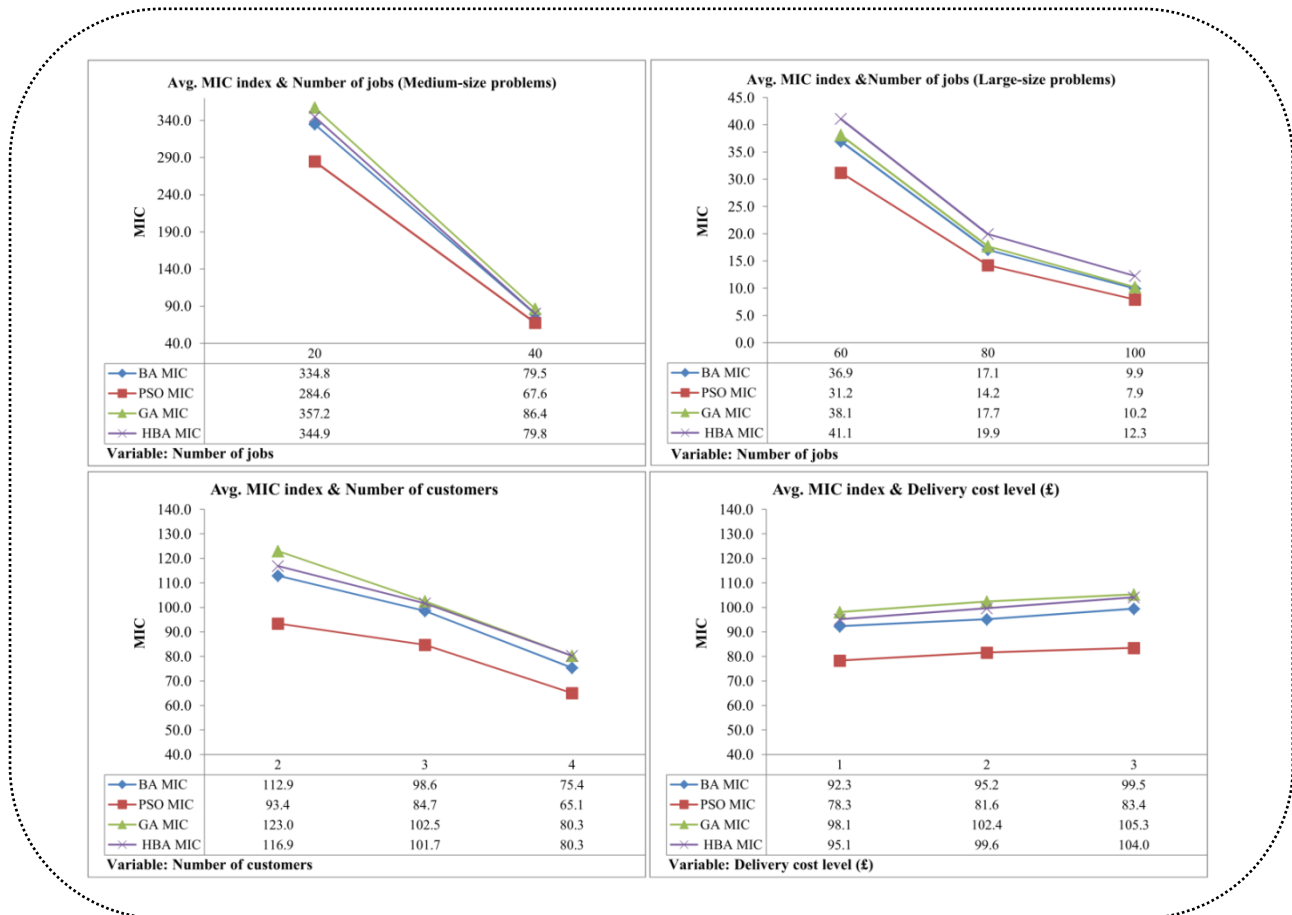 Avg. MIC index & Number of jobs (Medium-size problems)
340.0
290.0
240.0
190.0
140.0
90.0
40.0
MIC
20 40
BA MIC 334.8 79.5
PSO MIC 284.6 67.6
GA MIC 357.2 86.4
HBA MIC 344.9 79.8
Variable: Number of jobs
Avg. MIC index &Number of jobs (Large-size problems)
45.0
40.0
35.0
30.0
25.0
20.0
15.0
10.0
5.0
0.0
MIC
60 80 100
BA MIC 36.9 17.1 9.9
PSO MIC 31.2 14.2 7.9
GA MIC 38.1 17.7 10.2
HBA MIC 41.1 19.9 12.3
Variable: Number of jobs
Avg. MIC index & Number of customers
140.0
130.0
120.0
110.0
100.0
90.0
80.0
70.0
60.0
50.0
40.0
MIC
2 3 4
BA MIC 112.9 98.6 75.4
PSO MIC 93.4 84.7 65.1
GA MIC 123.0 102.5 80.3
HBA MIC 116.9 101.7 80.3
Variable: Number of customers
Avg. MIC index & Delivery cost level (£)
140.0
130.0
120.0
110.0
100.0
90.0
80.0
70.0
60.0
50.0
40.0
MIC
1 2 3
BA MIC 92.3 95.2 99.5
PSO MIC 78.3 81.6 83.4
GA MIC 98.1 102.4 105.3
HBA MIC 95.1 99.6 104.0
Variable: Delivery cost level (£)